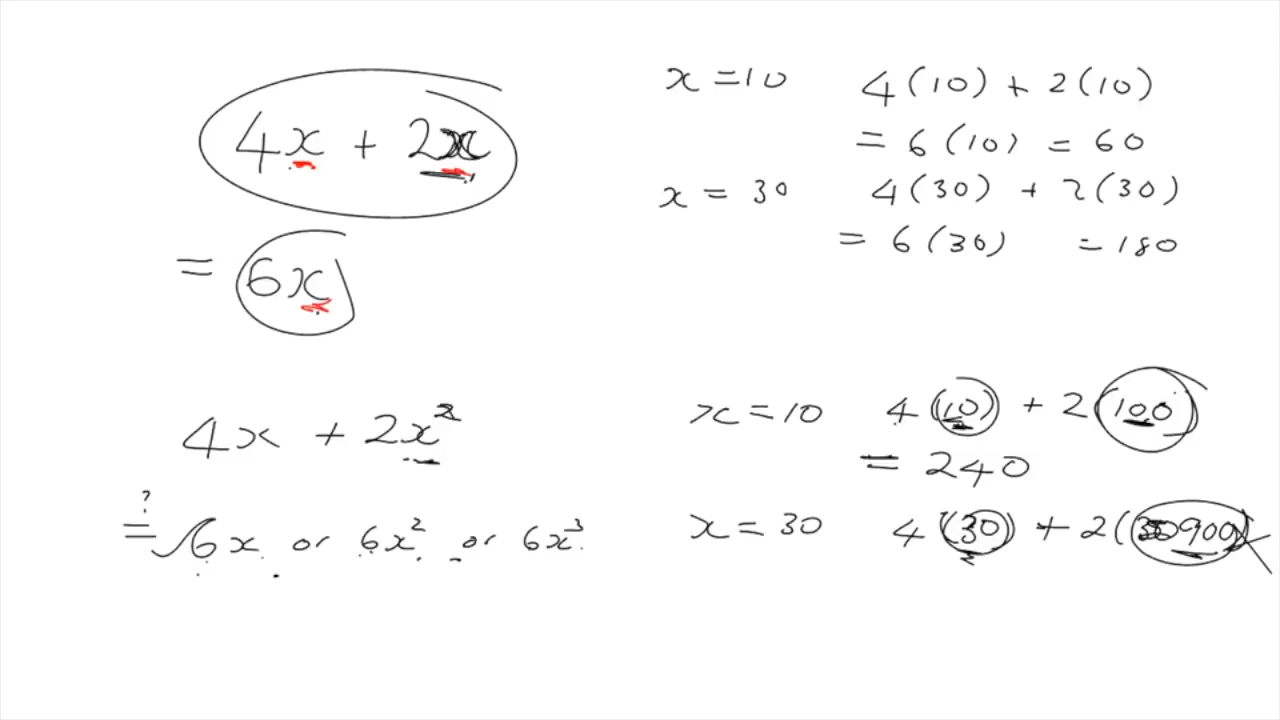 4x + 2x
= 6x
x = 10 4(10) + 2(10)
= 6(10) = 60
x = 30 4(30) + 2(30)
= 6(30) = 180
4x + 2x²
?
= 6x or 6x² or 6x³
x = 10 4(10) + 2(100)
= 240
x = 30 4(30) + 2(900)